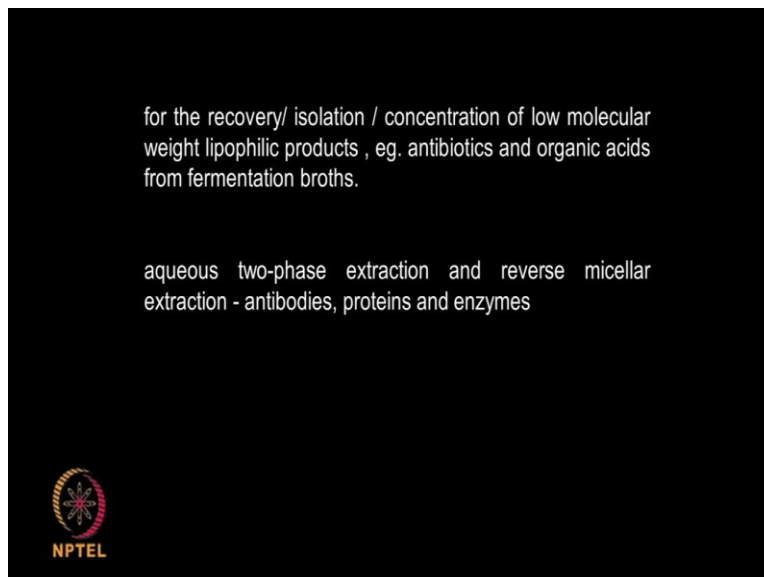 for the recovery/ isolation / concentration of low molecular
weight lipophilic products , eg. antibiotics and organic acids
from fermentation broths.
aqueous two-phase extraction and reverse micellar
extraction - antibodies, proteins and enzymes
NPTEL